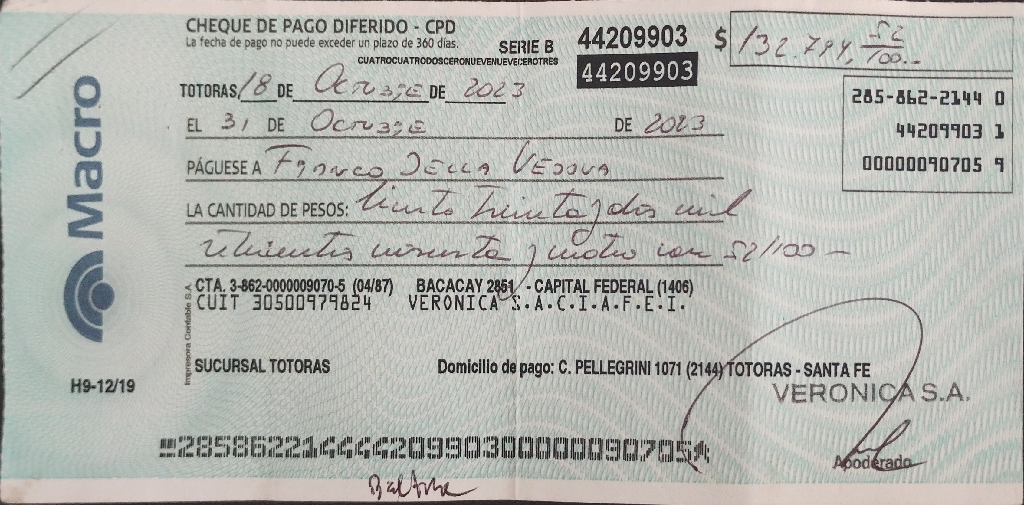 CHEQUE DE PAGO DIFERIDO - CPD
La fecha de pago no puede exceder un plazo de 360 días.
SERIE B 44209903
CUATROCUATRODOSCERONUEVENUEVECEROTRES
44209903
$ 132.794, 52/100.-
TOTORAS, 18 DE Octubre DE 2023
285-862-2144 0
44209903 1
00000090705 9
EL 31 DE Octubre DE 2023
PÁGUESE A Franco Della Vedova
LA CANTIDAD DE PESOS: Ciento treinta y dos mil
setecientos noventa y cuatro con 52/100 -
CTA. 3-862-0000009070-5 (04/87) BACACAY 2851 - CAPITAL FEDERAL (1406)
CUIT 30500979824 VERONICA S.A.C.I.A.F.E.I.
SUCURSAL TOTORAS
Domicilio de pago: C. PELLEGRINI 1071 (2144) TOTORAS - SANTA FE
VERONICA S.A.
Apoderado
Macro
H9-12/19
Impresora Contable S.A.
28586221444420990300000090705